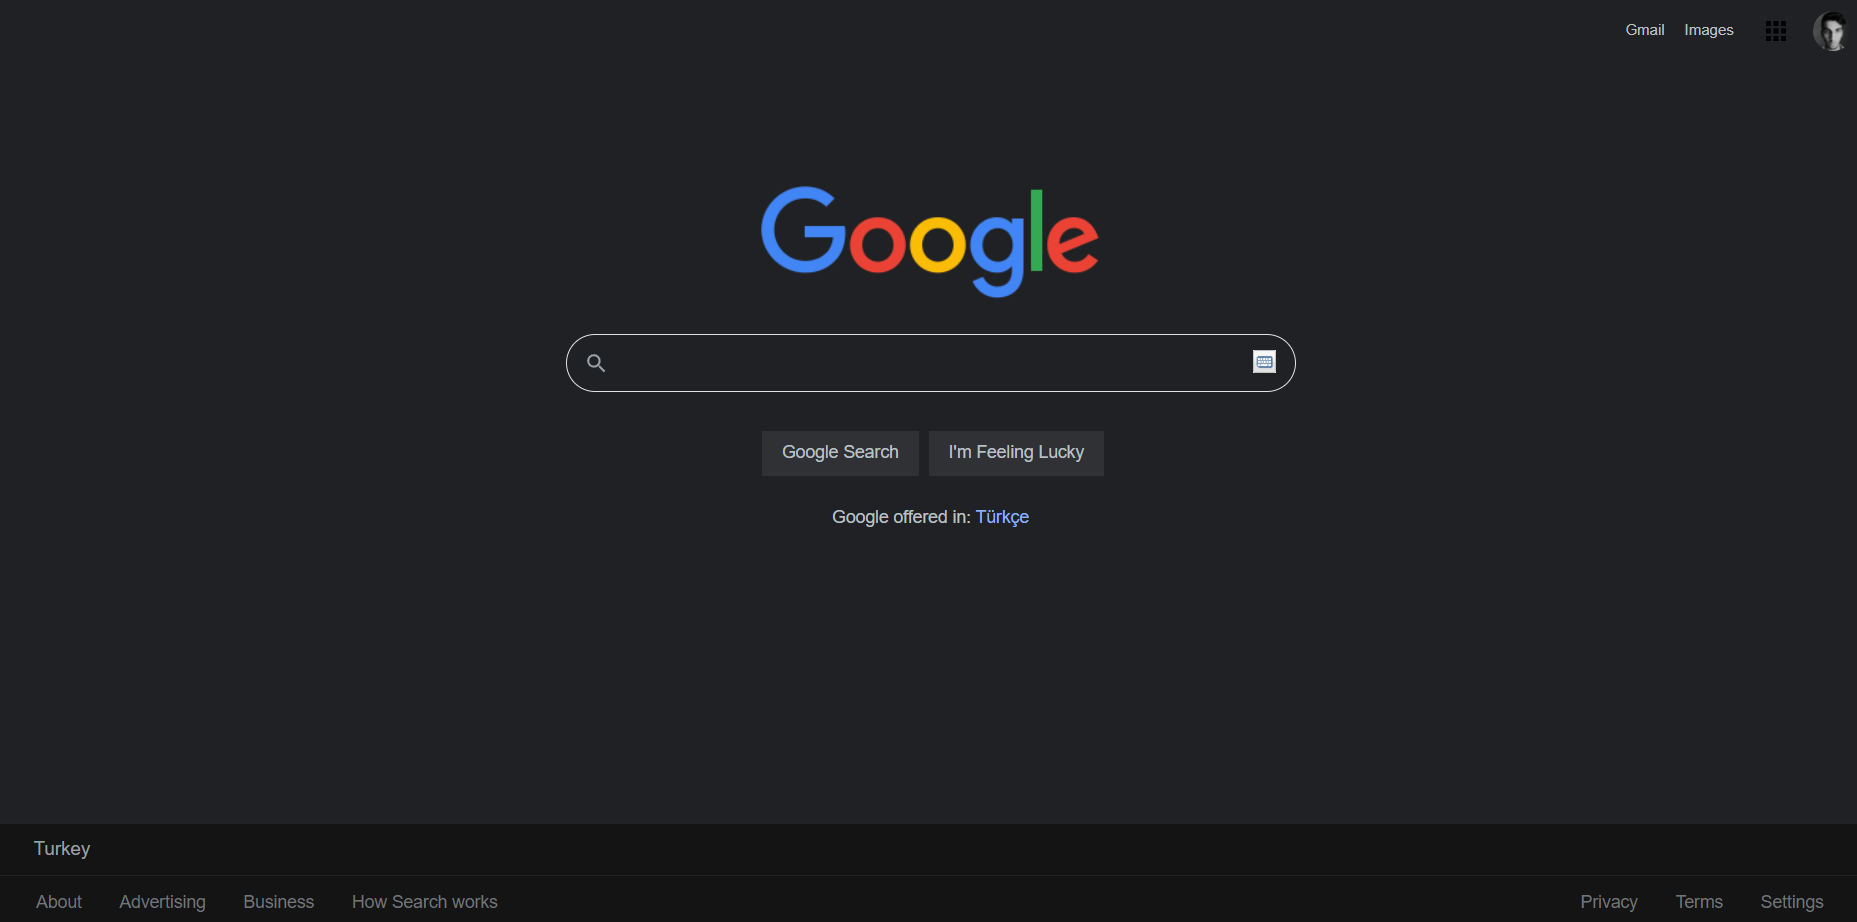 Gmail Images
Google
Google Search I'm Feeling Lucky
Google offered in: Türkçe
Turkey
About Advertising Business How Search works Privacy Terms Settings